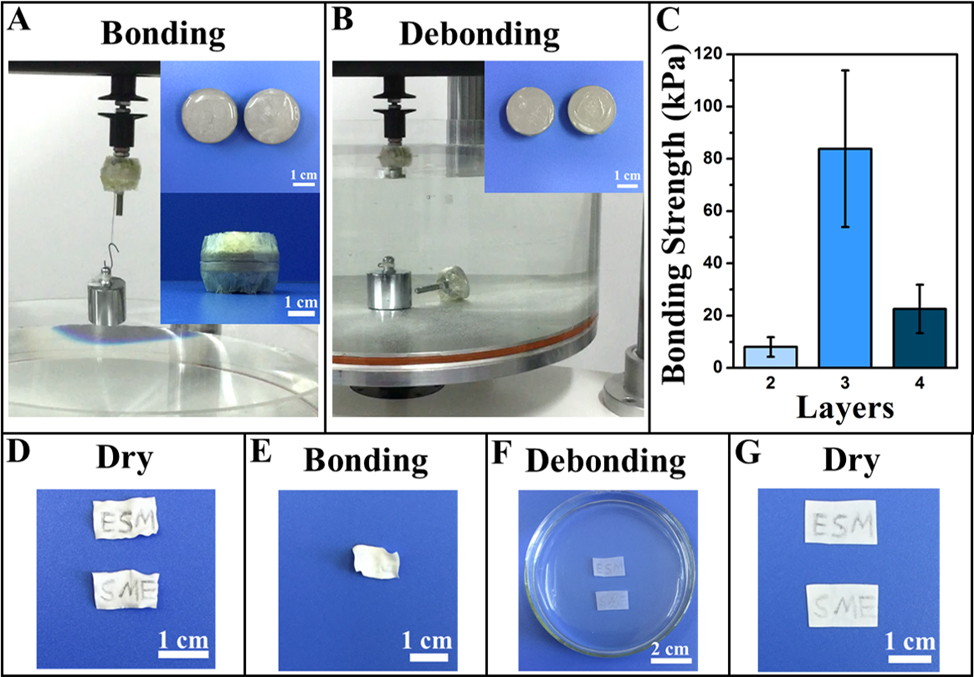 A
Bonding
1 cm
1 cm
B
Debonding
1 cm
C
Bonding Strength (kPa)
120
100
80
60
40
20
0
2 3 4
Layers
D
Dry
ESM
SME
1 cm
E
Bonding
1 cm
F
Debonding
ESM
2 cm
G
Dry
ESM
SME
1 cm